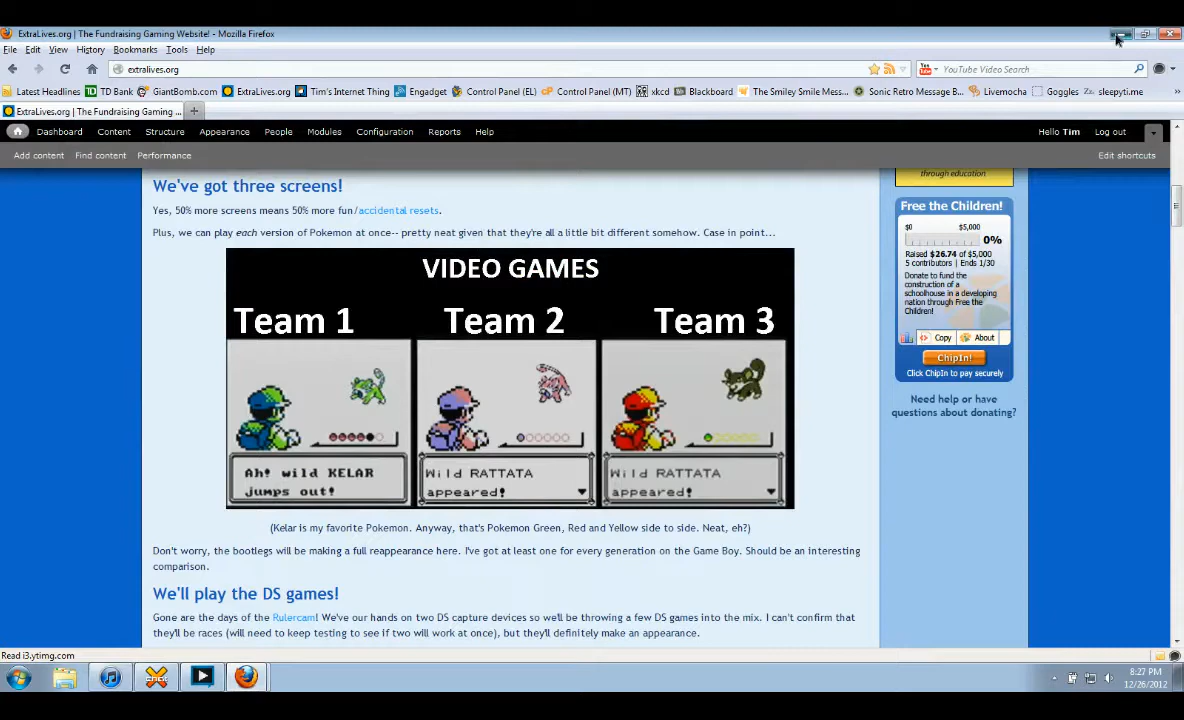 ExtraLives.org | The Fundraising Gaming Website! - Mozilla Firefox
File Edit View History Bookmarks Tools Help
extralives.org
YouTube Video Search
Latest Headlines TD Bank GiantBomb.com ExtraLives.org Tim's Internet Thing Engadget Control Panel (EL) Control Panel (MT) xkcd Blackboard The Smiley Smile Mess... Sonic Retro Message B... Livemocha Goggles Zz. sleepyti.me
ExtraLives.org | The Fundraising Gaming ...
Dashboard Content Structure Appearance People Modules Configuration Reports Help Hello Tim Log out
Add content Find content Performance Edit shortcuts
through education
We've got three screens!
Yes, 50% more screens means 50% more fun/accidental resets.
Plus, we can play each version of Pokemon at once-- pretty neat given that they're all a little bit different somehow. Case in point...
VIDEO GAMES
Team 1 Team 2 Team 3
Ah! wild KELAR
jumps out!
Wild RATTATA
appeared!
Wild RATTATA
appeared!
(Kelar is my favorite Pokemon. Anyway, that's Pokemon Green, Red and Yellow side to side. Neat, eh?)
Don't worry, the bootlegs will be making a full reappearance here. I've got at least one for every generation on the Game Boy. Should be an interesting
comparison.
We'll play the DS games!
Gone are the days of the Rulercam! We've our hands on two DS capture devices so we'll be throwing a few DS games into the mix. I can't confirm that
they'll be races (will need to keep testing to see if two will work at once), but they'll definitely make an appearance.
Free the Children!
$0 $5,000
0%
Raised $26.74 of $5,000
5 contributors | Ends 1/30
Donate to fund the
construction of a
schoolhouse in a developing
nation through Free the
Children!
Copy About
ChipIn!
Click ChipIn to pay securely
Need help or have
questions about donating?
Read i3.ytimg.com
8:27 PM
12/26/2012